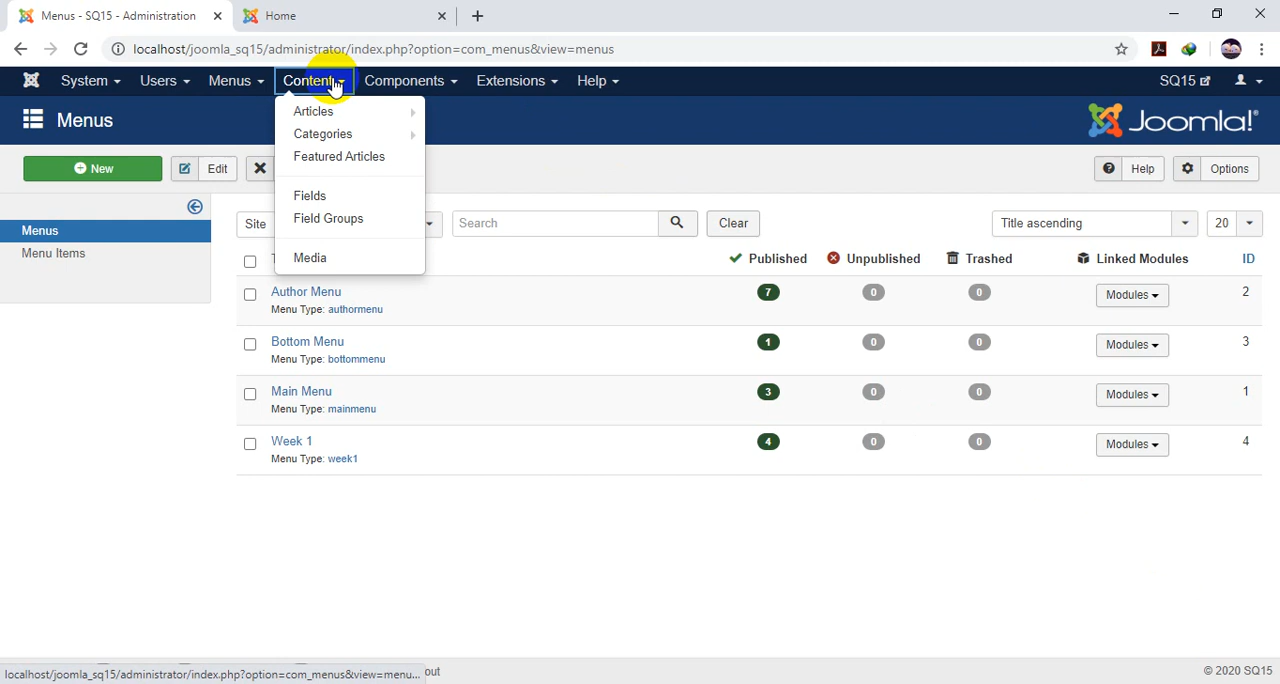 Menus - SQ15 - Administration
Home
localhost/joomla_sq15/administrator/index.php?option=com_menus&view=menus
System Users Menus Content Components Extensions Help SQ15
Menus
Joomla!®
New
Edit
Help
Options
Articles
Categories
Featured Articles
Fields
Field Groups
Media
Menus
Menu Items
Site
Search
Clear
Title ascending
20
Published Unpublished Trashed Linked Modules ID
Author Menu 7 0 0 Modules 2
Menu Type: authormenu
Bottom Menu 1 0 0 Modules 3
Menu Type: bottommenu
Main Menu 3 0 0 Modules 1
Menu Type: mainmenu
Week 1 4 0 0 Modules 4
Menu Type: week1
localhost/joomla_sq15/administrator/index.php?option=com_menus&view=menu...
out
© 2020 SQ15